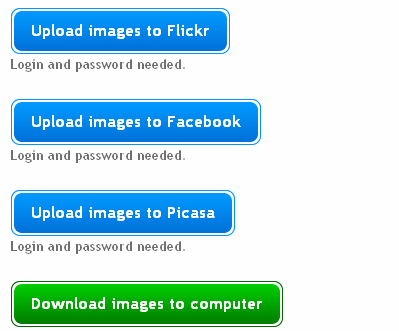 Upload images to Flickr
Login and password needed.
Upload images to Facebook
Login and password needed.
Upload images to Picasa
Login and password needed.
Download images to computer